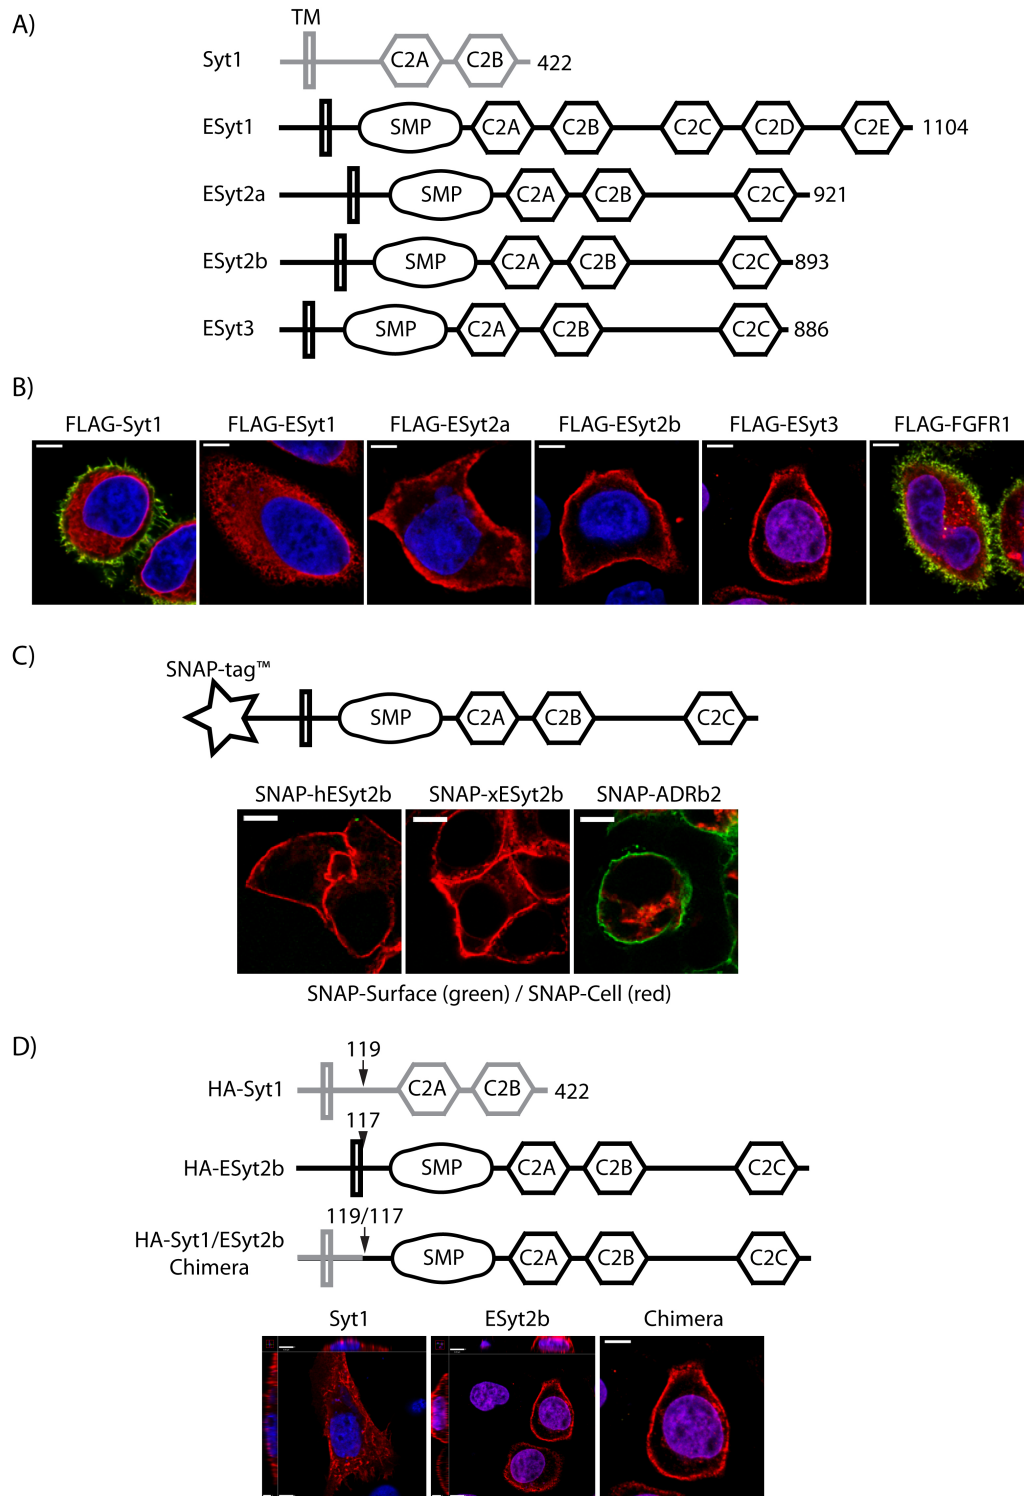 A)
TM
Syt1
C2A
C2B
422
ESyt1
SMP
C2A
C2B
C2C
C2D
C2E
1104
ESyt2a
SMP
C2A
C2B
C2C
921
ESyt2b
SMP
C2A
C2B
C2C
893
ESyt3
SMP
C2A
C2B
C2C
886
B)
FLAG-Syt1
FLAG-ESyt1
FLAG-ESyt2a
FLAG-ESyt2b
FLAG-ESyt3
FLAG-FGFR1
C)
SNAP-tag™
SMP
C2A
C2B
C2C
SNAP-hESyt2b
SNAP-xESyt2b
SNAP-ADRb2
SNAP-Surface (green) / SNAP-Cell (red)
D)
119
HA-Syt1
C2A
C2B
422
117
HA-ESyt2b
SMP
C2A
C2B
C2C
119/117
HA-Syt1/ESyt2b
Chimera
SMP
C2A
C2B
C2C
Syt1
ESyt2b
Chimera